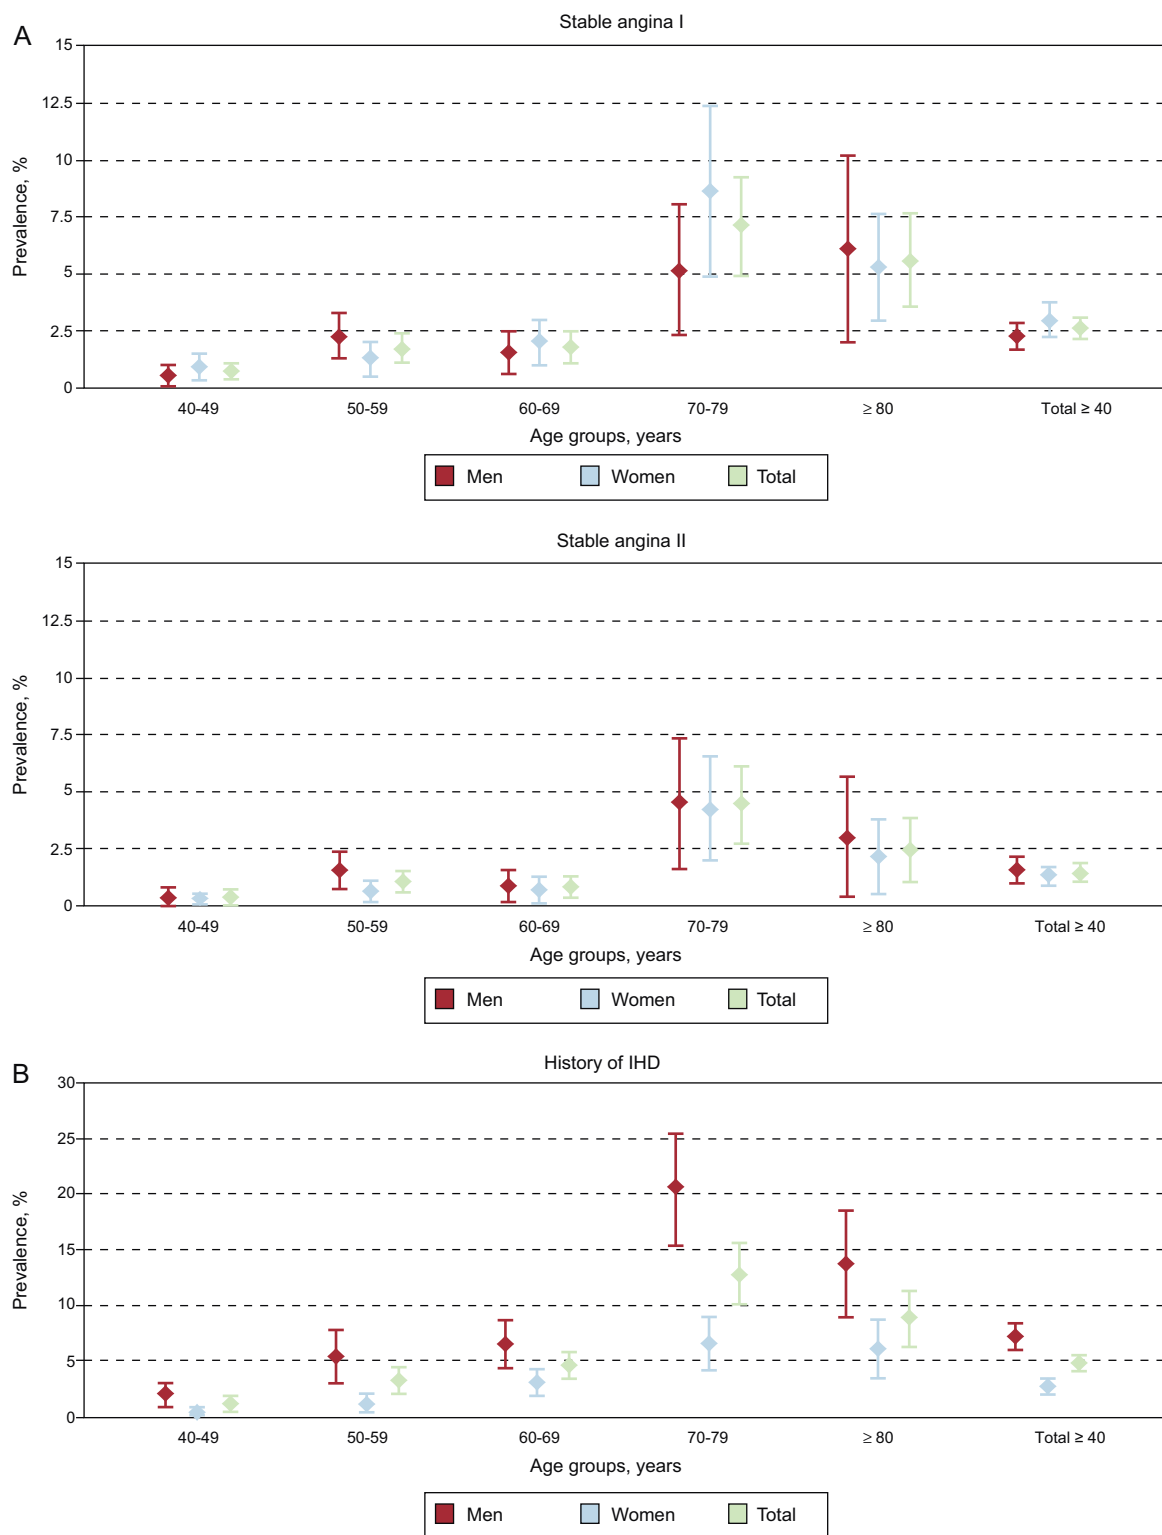 A
Stable angina I
15
12.5
10
7.5
5
2.5
0
Prevalence, %
40-49 50-59 60-69 70-79 ≥ 80 Total ≥ 40
Age groups, years
Men Women Total
Stable angina II
15
12.5
10
7.5
5
2.5
0
Prevalence, %
40-49 50-59 60-69 70-79 ≥ 80 Total ≥ 40
Age groups, years
Men Women Total
B
History of IHD
30
25
20
15
10
5
0
Prevalence, %
40-49 50-59 60-69 70-79 ≥ 80 Total ≥ 40
Age groups, years
Men Women Total